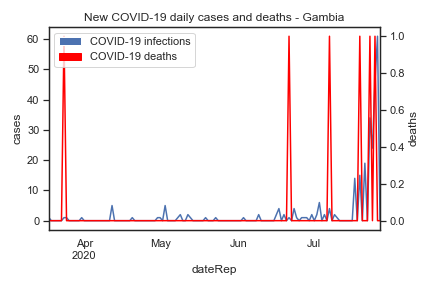 New COVID-19 daily cases and deaths - Gambia
COVID-19 infections
COVID-19 deaths
60
50
40
30
20
10
0
cases
1.0
0.8
0.6
0.4
0.2
0.0
deaths
Apr
2020
May
Jun
Jul
dateRep